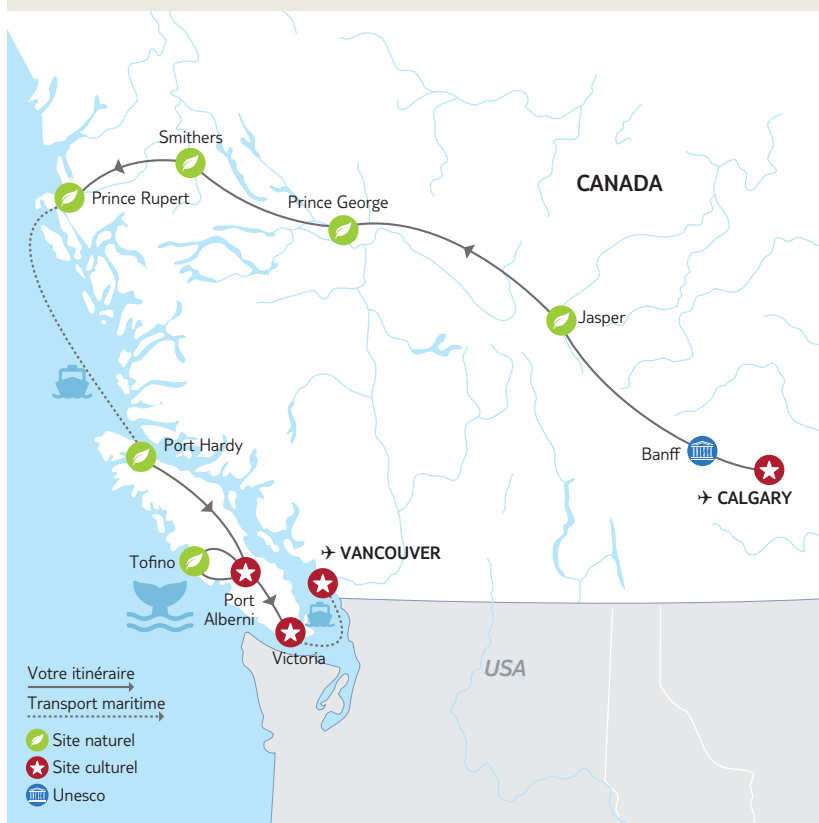 Smithers
Prince Rupert
Prince George
CANADA
Jasper
Port Hardy
Banff
CALGARY
VANCOUVER
Tofino
Port
Alberni
Victoria
USA
Votre itinéraire
Transport maritime
Site naturel
Site culturel
Unesco